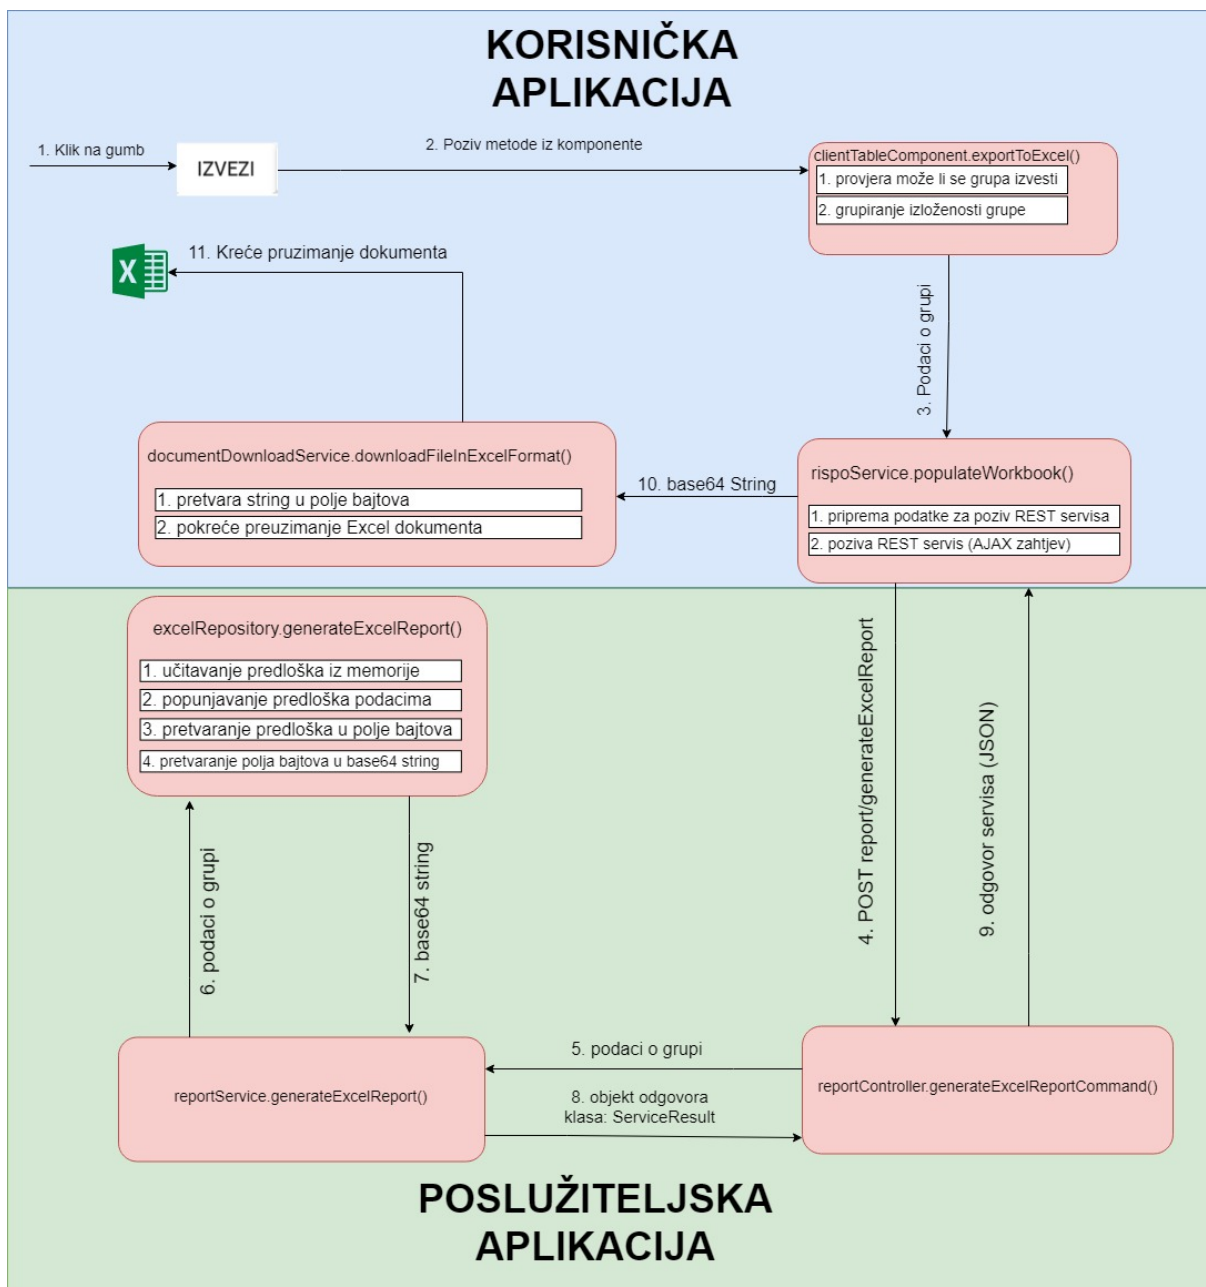 KORISNIČKA
APLIKACIJA
1. Klik na gumb
IZVEZI
2. Poziv metode iz komponente
clientTableComponent.exportToExcel()
1. provjera može li se grupa izvesti
2. grupiranje izloženosti grupe
11. Kreće pruzimanje dokumenta
X
3. Podaci o grupi
documentDownloadService.downloadFileInExcelFormat()
1. pretvara string u polje bajtova
2. pokreće preuzimanje Excel dokumenta
10. base64 String
rispoService.populateWorkbook()
1. priprema podatke za poziv REST servisa
2. poziva REST servis (AJAX zahtjev)
excelRepository.generateExcelReport()
1. učitavanje predloška iz memorije
2. popunjavanje predloška podacima
3. pretvaranje predloška u polje bajtova
4. pretvaranje polja bajtova u base64 string
4. POST report/generateExcelReport
9. odgovor servisa (JSON)
6. podaci o grupi
7. base64 string
5. podaci o grupi
reportService.generateExcelReport()
8. objekt odgovora
klasa: ServiceResult
reportController.generateExcelReportCommand()
POSLUŽITELJSKA
APLIKACIJA